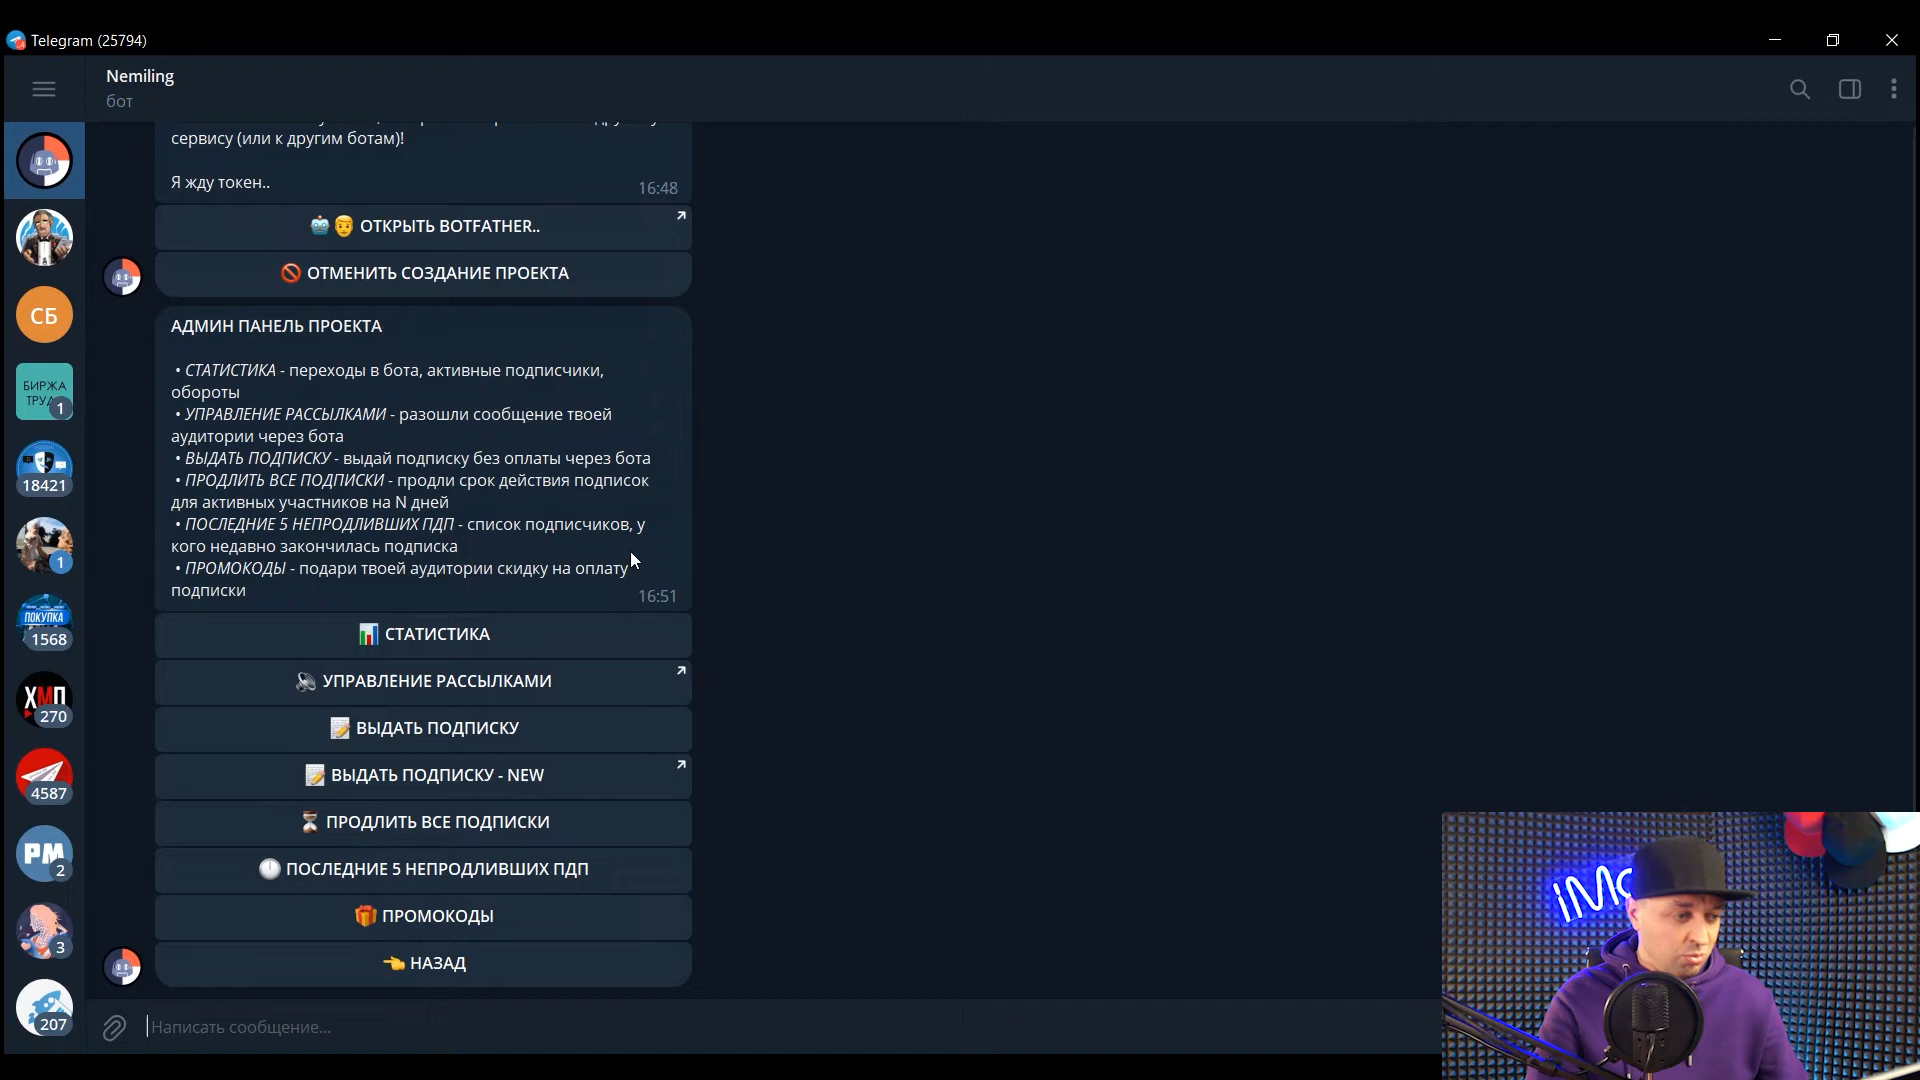 Telegram (25794)
Nemiling
бот
сервису (или к другим ботам)!
Я жду токен..
16:48
ОТКРЫТЬ BOTFATHER..
ОТМЕНИТЬ СОЗДАНИЕ ПРОЕКТА
АДМИН ПАНЕЛЬ ПРОЕКТА
• СТАТИСТИКА - переходы в бота, активные подписчики,
обороты
• УПРАВЛЕНИЕ РАССЫЛКАМИ - разошли сообщение твоей
аудитории через бота
• ВЫДАТЬ ПОДПИСКУ - выдай подписку без оплаты через бота
• ПРОДЛИТЬ ВСЕ ПОДПИСКИ - продли срок действия подписок
для активных участников на N дней
• ПОСЛЕДНИЕ 5 НЕПРОДЛИВШИХ ПДП - список подписчиков, у
кого недавно закончилась подписка
• ПРОМОКОДЫ - подари твоей аудитории скидку на оплату
подписки
16:51
СТАТИСТИКА
УПРАВЛЕНИЕ РАССЫЛКАМИ
ВЫДАТЬ ПОДПИСКУ
ВЫДАТЬ ПОДПИСКУ - NEW
ПРОДЛИТЬ ВСЕ ПОДПИСКИ
ПОСЛЕДНИЕ 5 НЕПРОДЛИВШИХ ПДП
ПРОМОКОДЫ
НАЗАД
Написать сообщение...
СБ
БИРЖА
1
18421
1
ПОКУПКА
1568
ХМП
270
4587
РМ
2
3
207